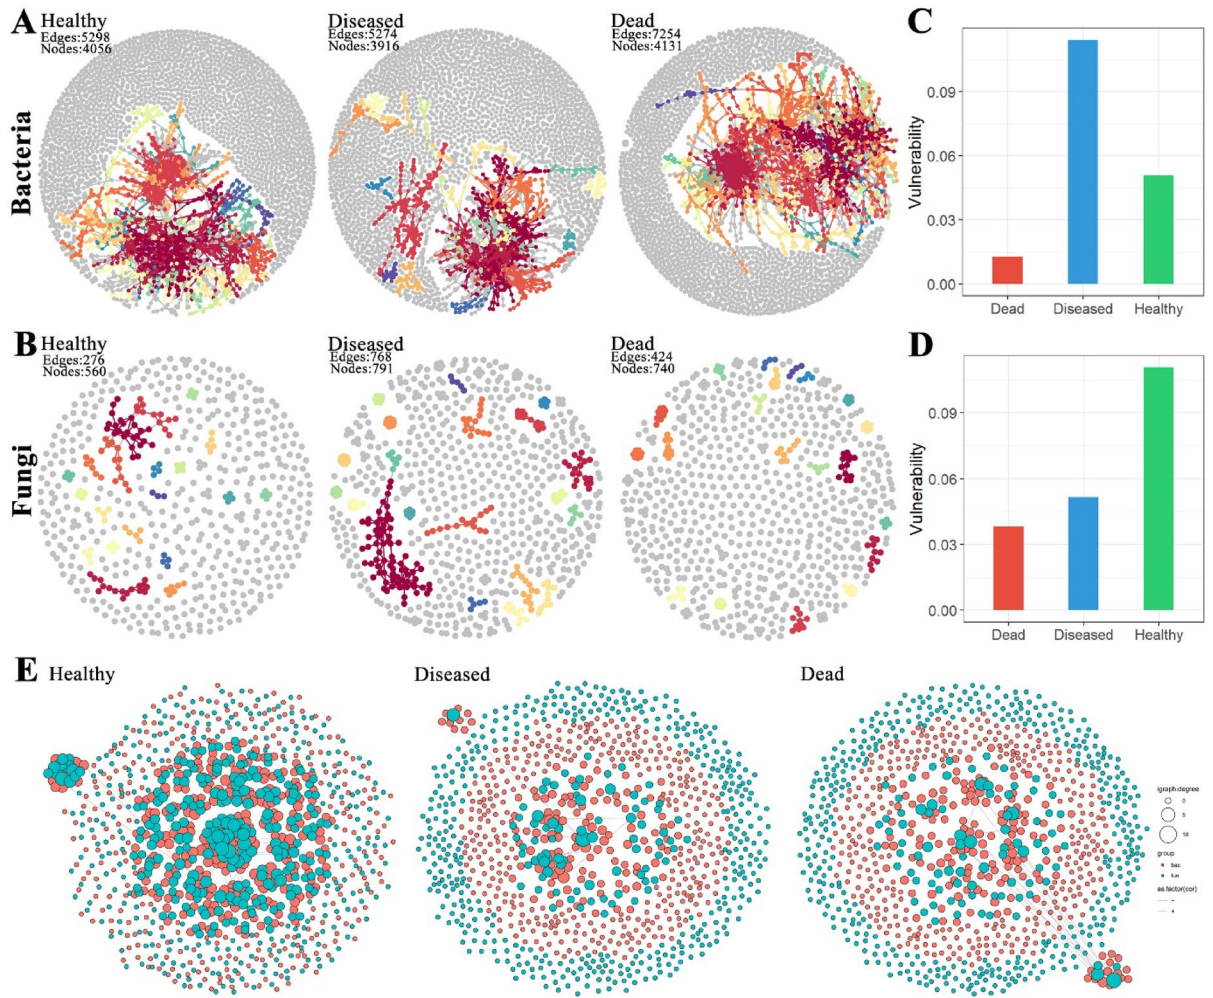 A
Healthy
Edges:5298
Nodes:4056
Diseased
Edges:5274
Nodes:3916
Dead
Edges:7254
Nodes:4131
Bacteria
C
Vulnerability
0.09
0.06
0.03
0.00
Dead
Diseased
Healthy
B
Healthy
Edges:276
Nodes:560
Diseased
Edges:768
Nodes:791
Dead
Edges:424
Nodes:740
Fungi
D
Vulnerability
0.09
0.06
0.03
0.00
Dead
Diseased
Healthy
E
Healthy
Diseased
Dead
igraph.degree
0
5
10
group
bac
fun
as.factor(cor)
-
+